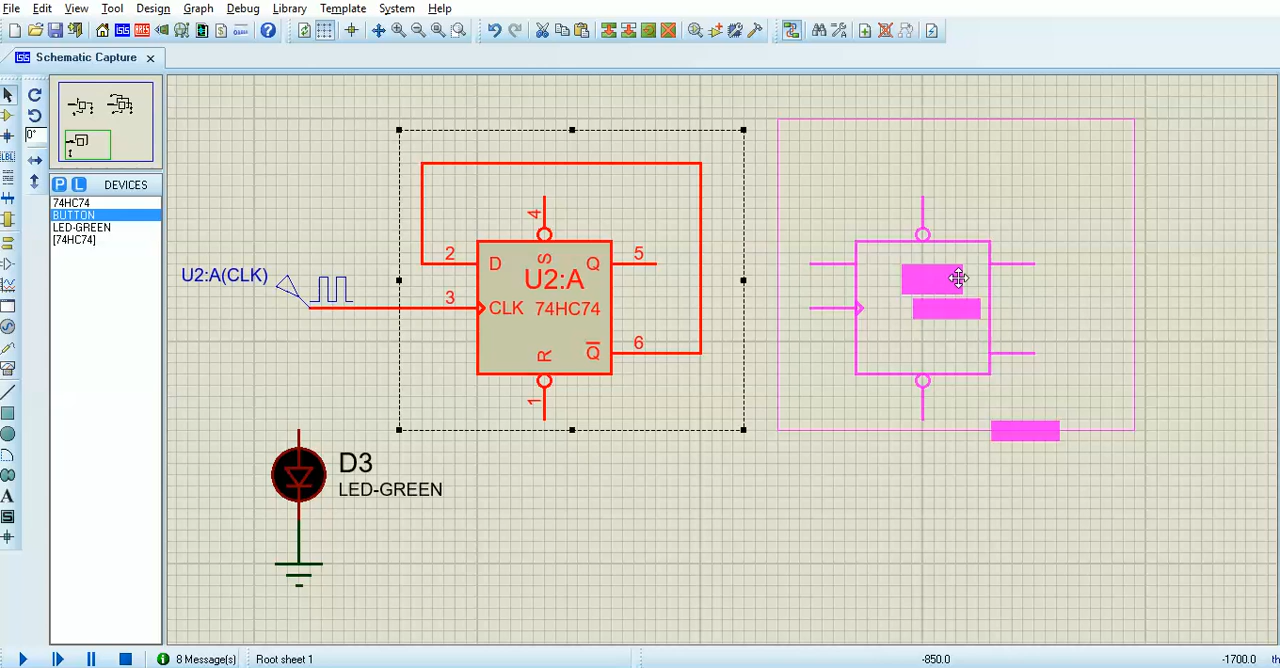 File Edit View Tool Design Graph Debug Library Template System Help
Schematic Capture
0°
LBL
P L DEVICES
74HC74
BUTTON
LED-GREEN
[74HC74]
A
S
U2:A(CLK)
4
2
5
3
6
1
D
S
Q
U2:A
CLK
74HC74
R
Q
D3
LED-GREEN
8 Message(s)
Root sheet 1
-850.0
-1700.0
th